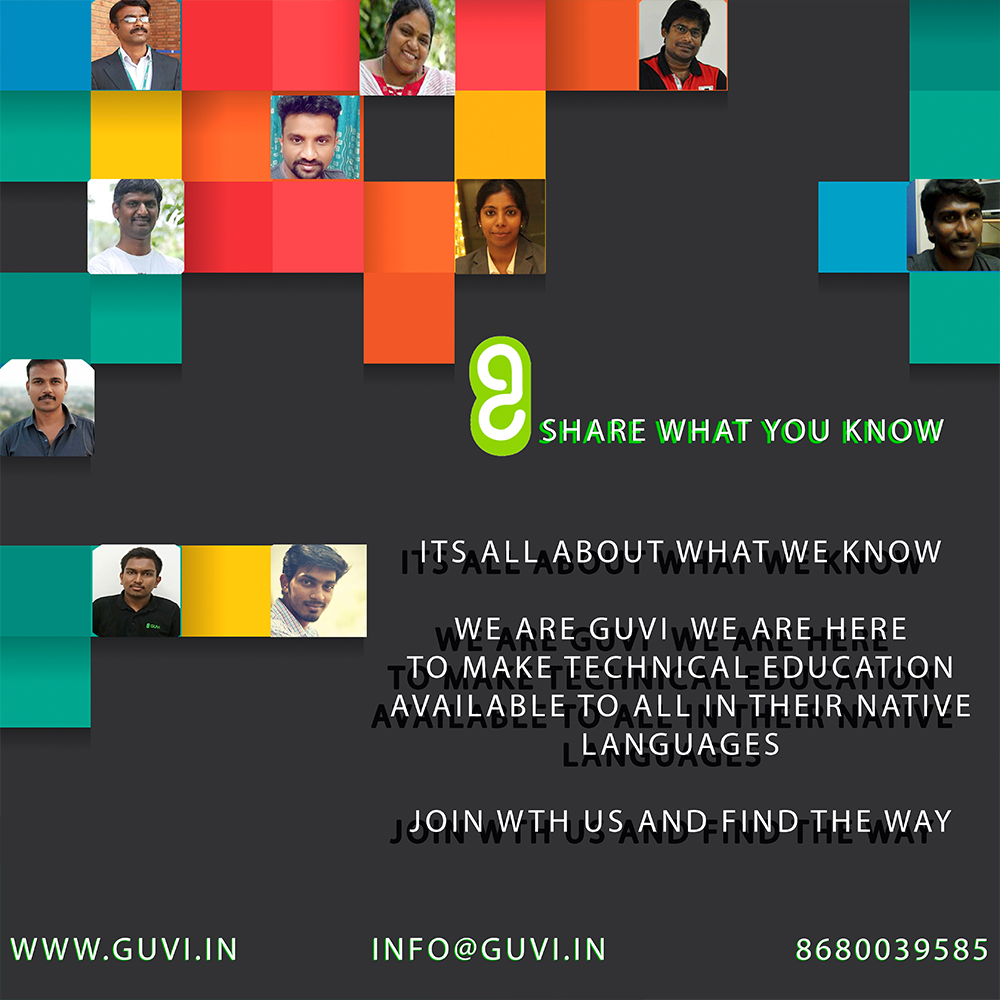 SHARE WHAT YOU KNOW
ITS ALL ABOUT WHAT WE KNOW
WE ARE GUVI WE ARE HERE
TO MAKE TECHNICAL EDUCATION
AVAILABLE TO ALL IN THEIR NATIVE
LANGUAGES
JOIN WTH US AND FIND THE WAY
WWW.GUVI.IN
INFO@GUVI.IN
8680039585